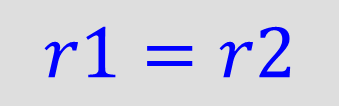 r1 = r2